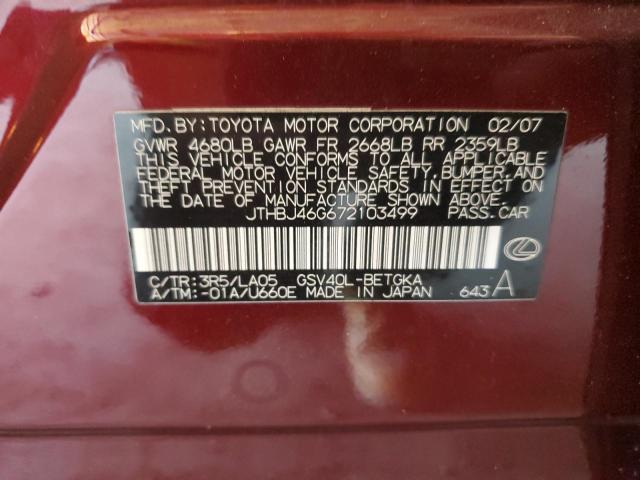 MFD.BY:TOYOTA MOTOR CORPORATION 02/07
GVWR 4680LB GAWR FR 2668LB RR 2359LB
THIS VEHICLE CONFORMS TO ALL APPLICABLE
FEDERAL MOTOR VEHICLE SAFETY,BUMPER,AND
THEFT PREVENTION STANDARDS IN EFFECT ON
THE DATE OF MANUFACTURE SHOWN ABOVE.
JTHBJ46G672103499 PASS.CAR
C/TR:3R5/LA05 GSV40L-BETGKA
A/TM:-01A/U660E MADE IN JAPAN 643 A